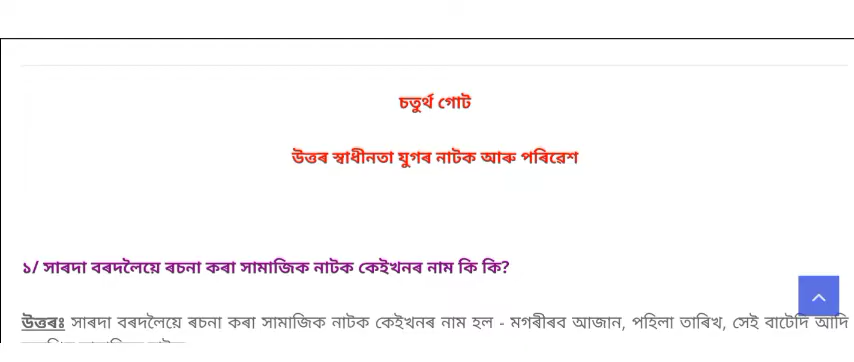 চতুৰ্থ গোট
উত্তৰ স্বাধীনতা যুগৰ নাটক আৰু পৰিৱেশ
১/ সাৰদা বৰদলৈয়ে ৰচনা কৰা সামাজিক নাটক কেইখনৰ নাম কি কি?
উত্তৰঃ সাৰদা বৰদলৈয়ে ৰচনা কৰা সামাজিক নাটক কেইখনৰ নাম হল - মগৰীৰব আজান, পহিলা তাৰিখ, সেই বাটেদি আদি